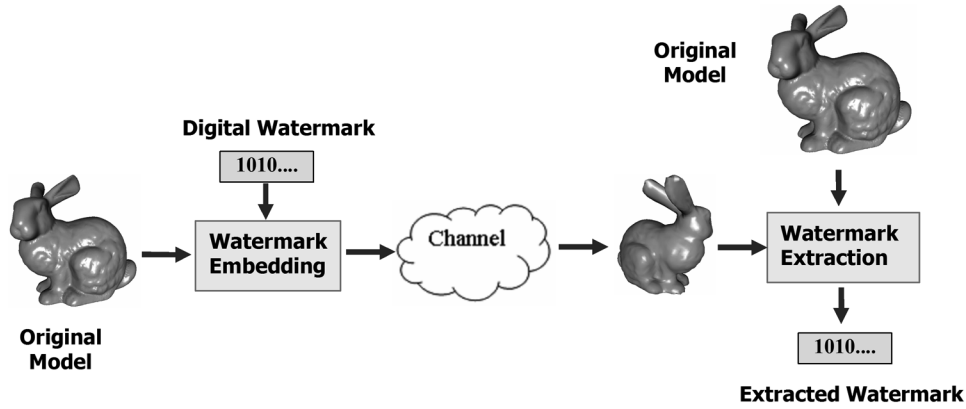 Original
Model
Digital Watermark
1010....
Watermark
Embedding
Channel
Watermark
Extraction
Original
Model
1010....
Extracted Watermark